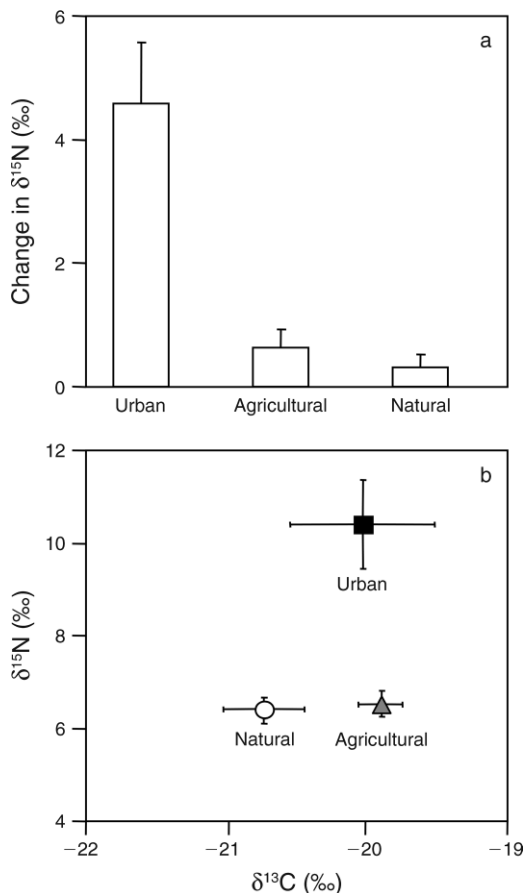 a
Change in δ¹⁵N (‰)
6
4
2
0
Urban Agricultural Natural
b
δ¹⁵N (‰)
12
10
8
6
4
Urban
Natural Agricultural
−22 −21 −20 −19
δ¹³C (‰)